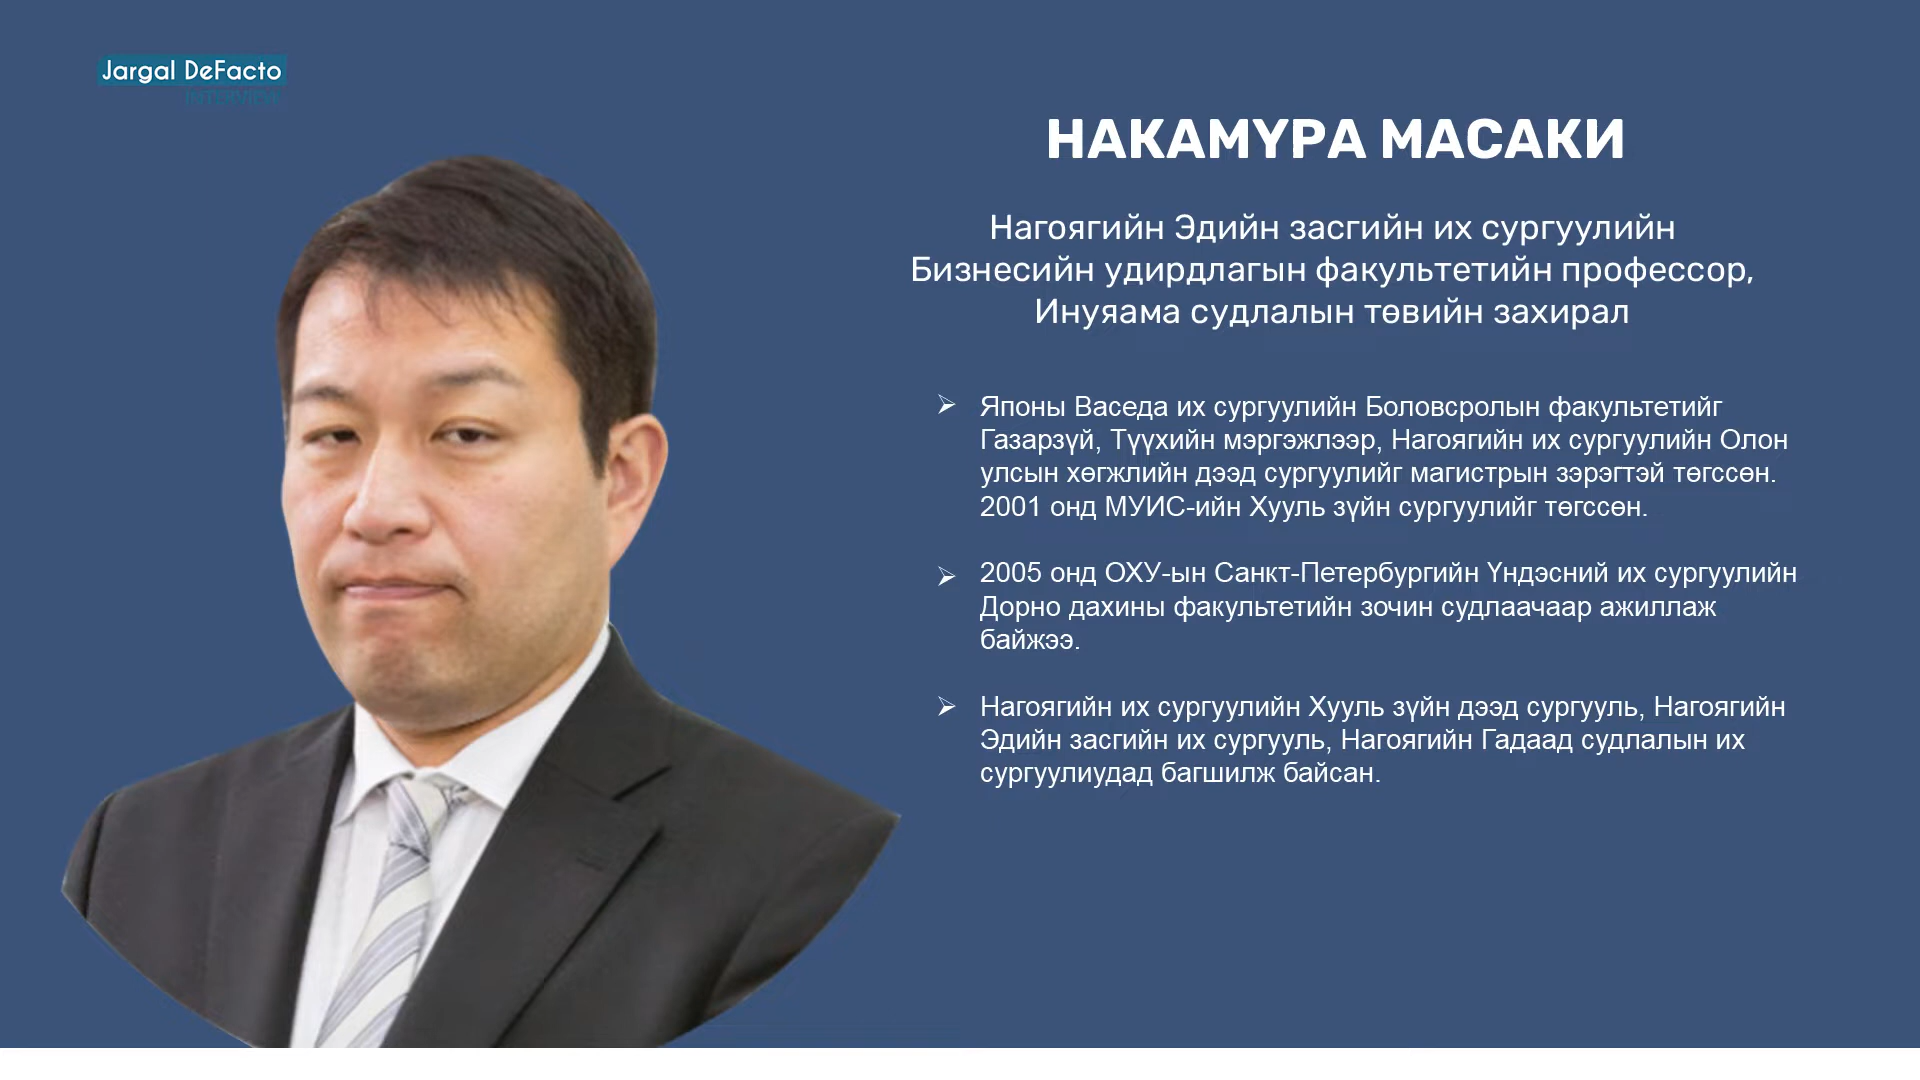 Jargal DeFacto
INTERVIEW
НАКАМҮРА МАСАКИ
Нагоягийн Эдийн засгийн их сургуулийн
Бизнесийн удирдлагын факультетийн профессор,
Инуяама судлалын төвийн захирал
Японы Васеда их сургуулийн Боловсролын факультетийг
Газарзүй, Түүхийн мэргэжлээр, Нагоягийн их сургуулийн Олон
улсын хөгжлийн дээд сургуулийг магистрын зэрэгтэй төгссөн.
2001 онд МУИС-ийн Хууль зүйн сургуулийг төгссөн.
2005 онд ОХУ-ын Санкт-Петербургийн Үндэсний их сургуулийн
Дорно дахины факультетийн зочин судлаачаар ажиллаж
байжээ.
Нагоягийн их сургуулийн Хууль зүйн дээд сургууль, Нагоягийн
Эдийн засгийн их сургууль, Нагоягийн Гадаад судлалын их
сургуулиудад багшилж байсан.